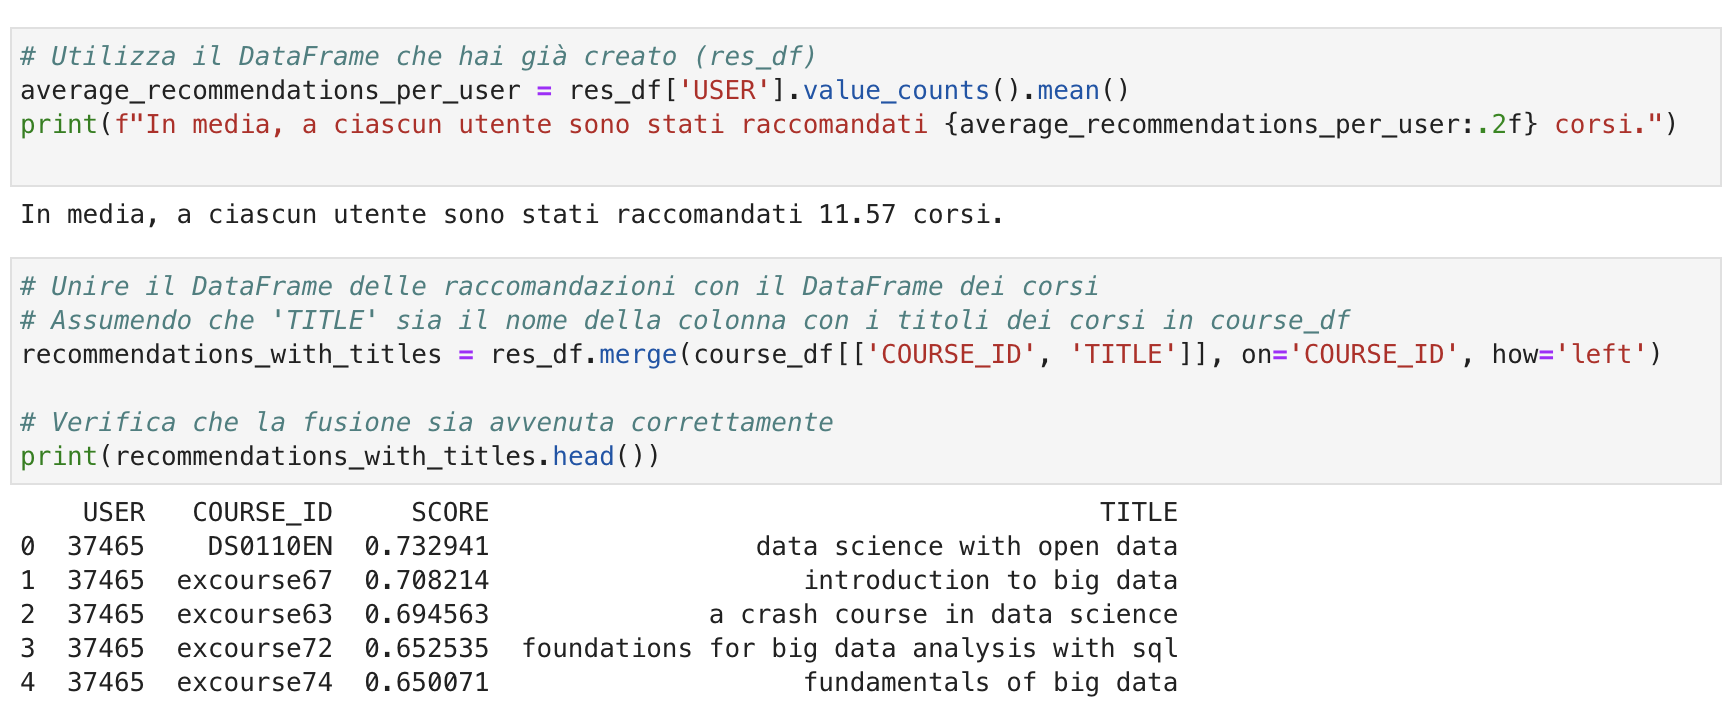 # Utilizza il DataFrame che hai già creato (res_df)
average_recommendations_per_user = res_df['USER'].value_counts().mean()
print(f"In media, a ciascun utente sono stati raccomandati {average_recommendations_per_user:.2f} corsi.")
In media, a ciascun utente sono stati raccomandati 11.57 corsi.
# Unire il DataFrame delle raccomandazioni con il DataFrame dei corsi
# Assumendo che 'TITLE' sia il nome della colonna con i titoli dei corsi in course_df
recommendations_with_titles = res_df.merge(course_df[['COURSE_ID', 'TITLE']], on='COURSE_ID', how='left')
# Verifica che la fusione sia avvenuta correttamente
print(recommendations_with_titles.head())
USER COURSE_ID SCORE TITLE
0 37465 DS0110EN 0.732941 data science with open data
1 37465 excourse67 0.708214 introduction to big data
2 37465 excourse63 0.694563 a crash course in data science
3 37465 excourse72 0.652535 foundations for big data analysis with sql
4 37465 excourse74 0.650071 fundamentals of big data